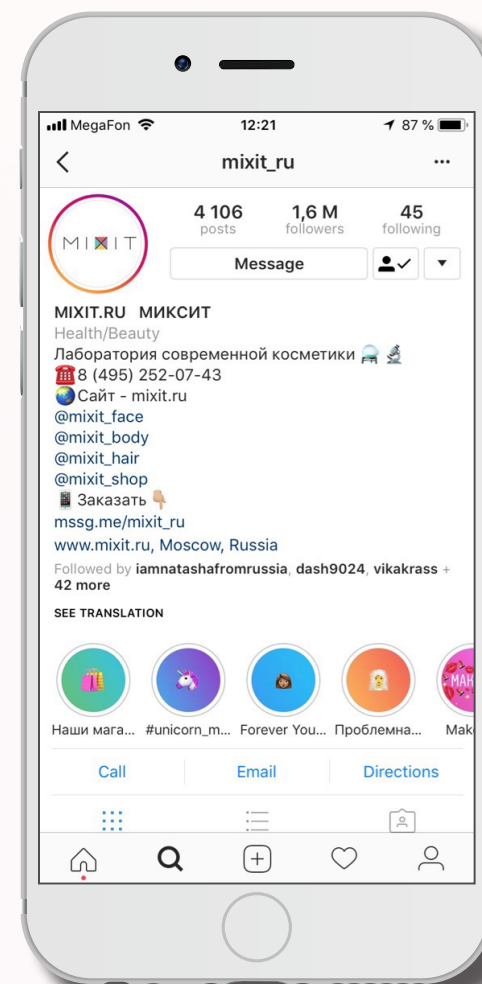 MegaFon 12:21 87 %
mixit_ru
MIXIT
4 106 1,6 M 45
posts followers following
Message
MIXIT.RU МИКСИТ
Health/Beauty
Лаборатория современной косметики
8 (495) 252-07-43
Сайт - mixit.ru
@mixit_face
@mixit_body
@mixit_hair
@mixit_shop
Заказать
mssg.me/mixit_ru
www.mixit.ru, Moscow, Russia
Followed by iamnatashafromrussia, dash9024, vikakrass +
42 more
SEE TRANSLATION
МАК
Наши мага... #unicorn_m... Forever You... Проблемна... Mak
Call Email Directions